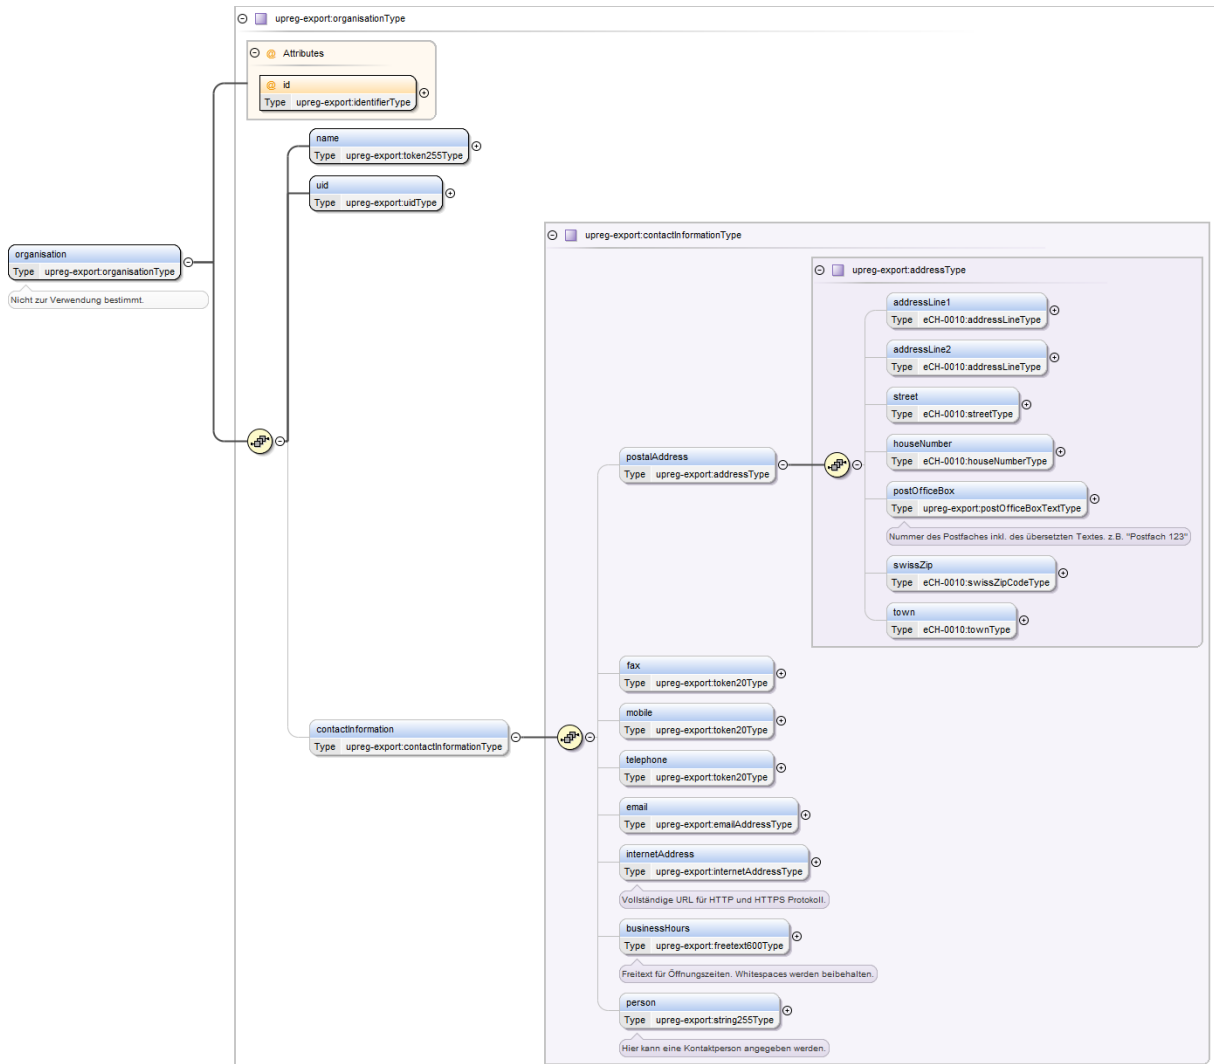 upreg-export:organisationType
@ Attributes
@ id
Type upreg-export:identifierType
name
Type upreg-export:token255Type
uid
Type upreg-export:uidType
organisation
Type upreg-export:organisationType
Nicht zur Verwendung bestimmt.
upreg-export:contactInformationType
upreg-export:addressType
addressLine1
Type eCH-0010:addressLineType
addressLine2
Type eCH-0010:addressLineType
street
Type eCH-0010:streetType
houseNumber
Type eCH-0010:houseNumberType
postOfficeBox
Type upreg-export:postOfficeBoxTextType
Nummer des Postfaches inkl. des übersetzten Textes. z.B. "Postfach 123"
swissZip
Type eCH-0010:swissZipCodeType
town
Type eCH-0010:townType
postalAddress
Type upreg-export:addressType
fax
Type upreg-export:token20Type
mobile
Type upreg-export:token20Type
contactInformation
Type upreg-export:contactInformationType
telephone
Type upreg-export:token20Type
email
Type upreg-export:emailAddressType
internetAddress
Type upreg-export:internetAddressType
Vollständige URL für HTTP und HTTPS Protokoll.
businessHours
Type upreg-export:freetext600Type
Freitext für Öffnungszeiten. Whitespaces werden beibehalten.
person
Type upreg-export:string255Type
Hier kann eine Kontaktperson angegeben werden.